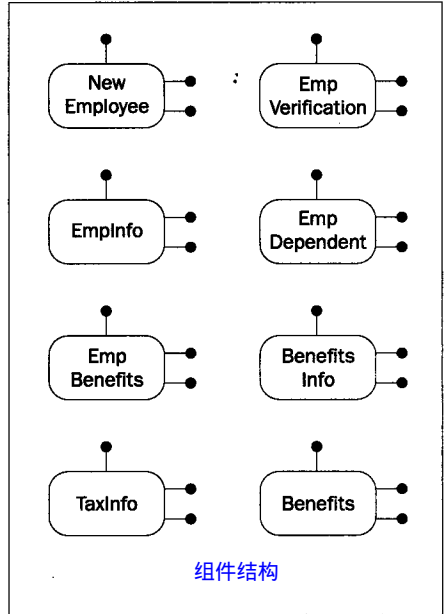 New
Employee
Emp
Verification
EmpInfo
Emp
Dependent
Emp
Benefits
Benefits
Info
TaxInfo
Benefits
组件结构